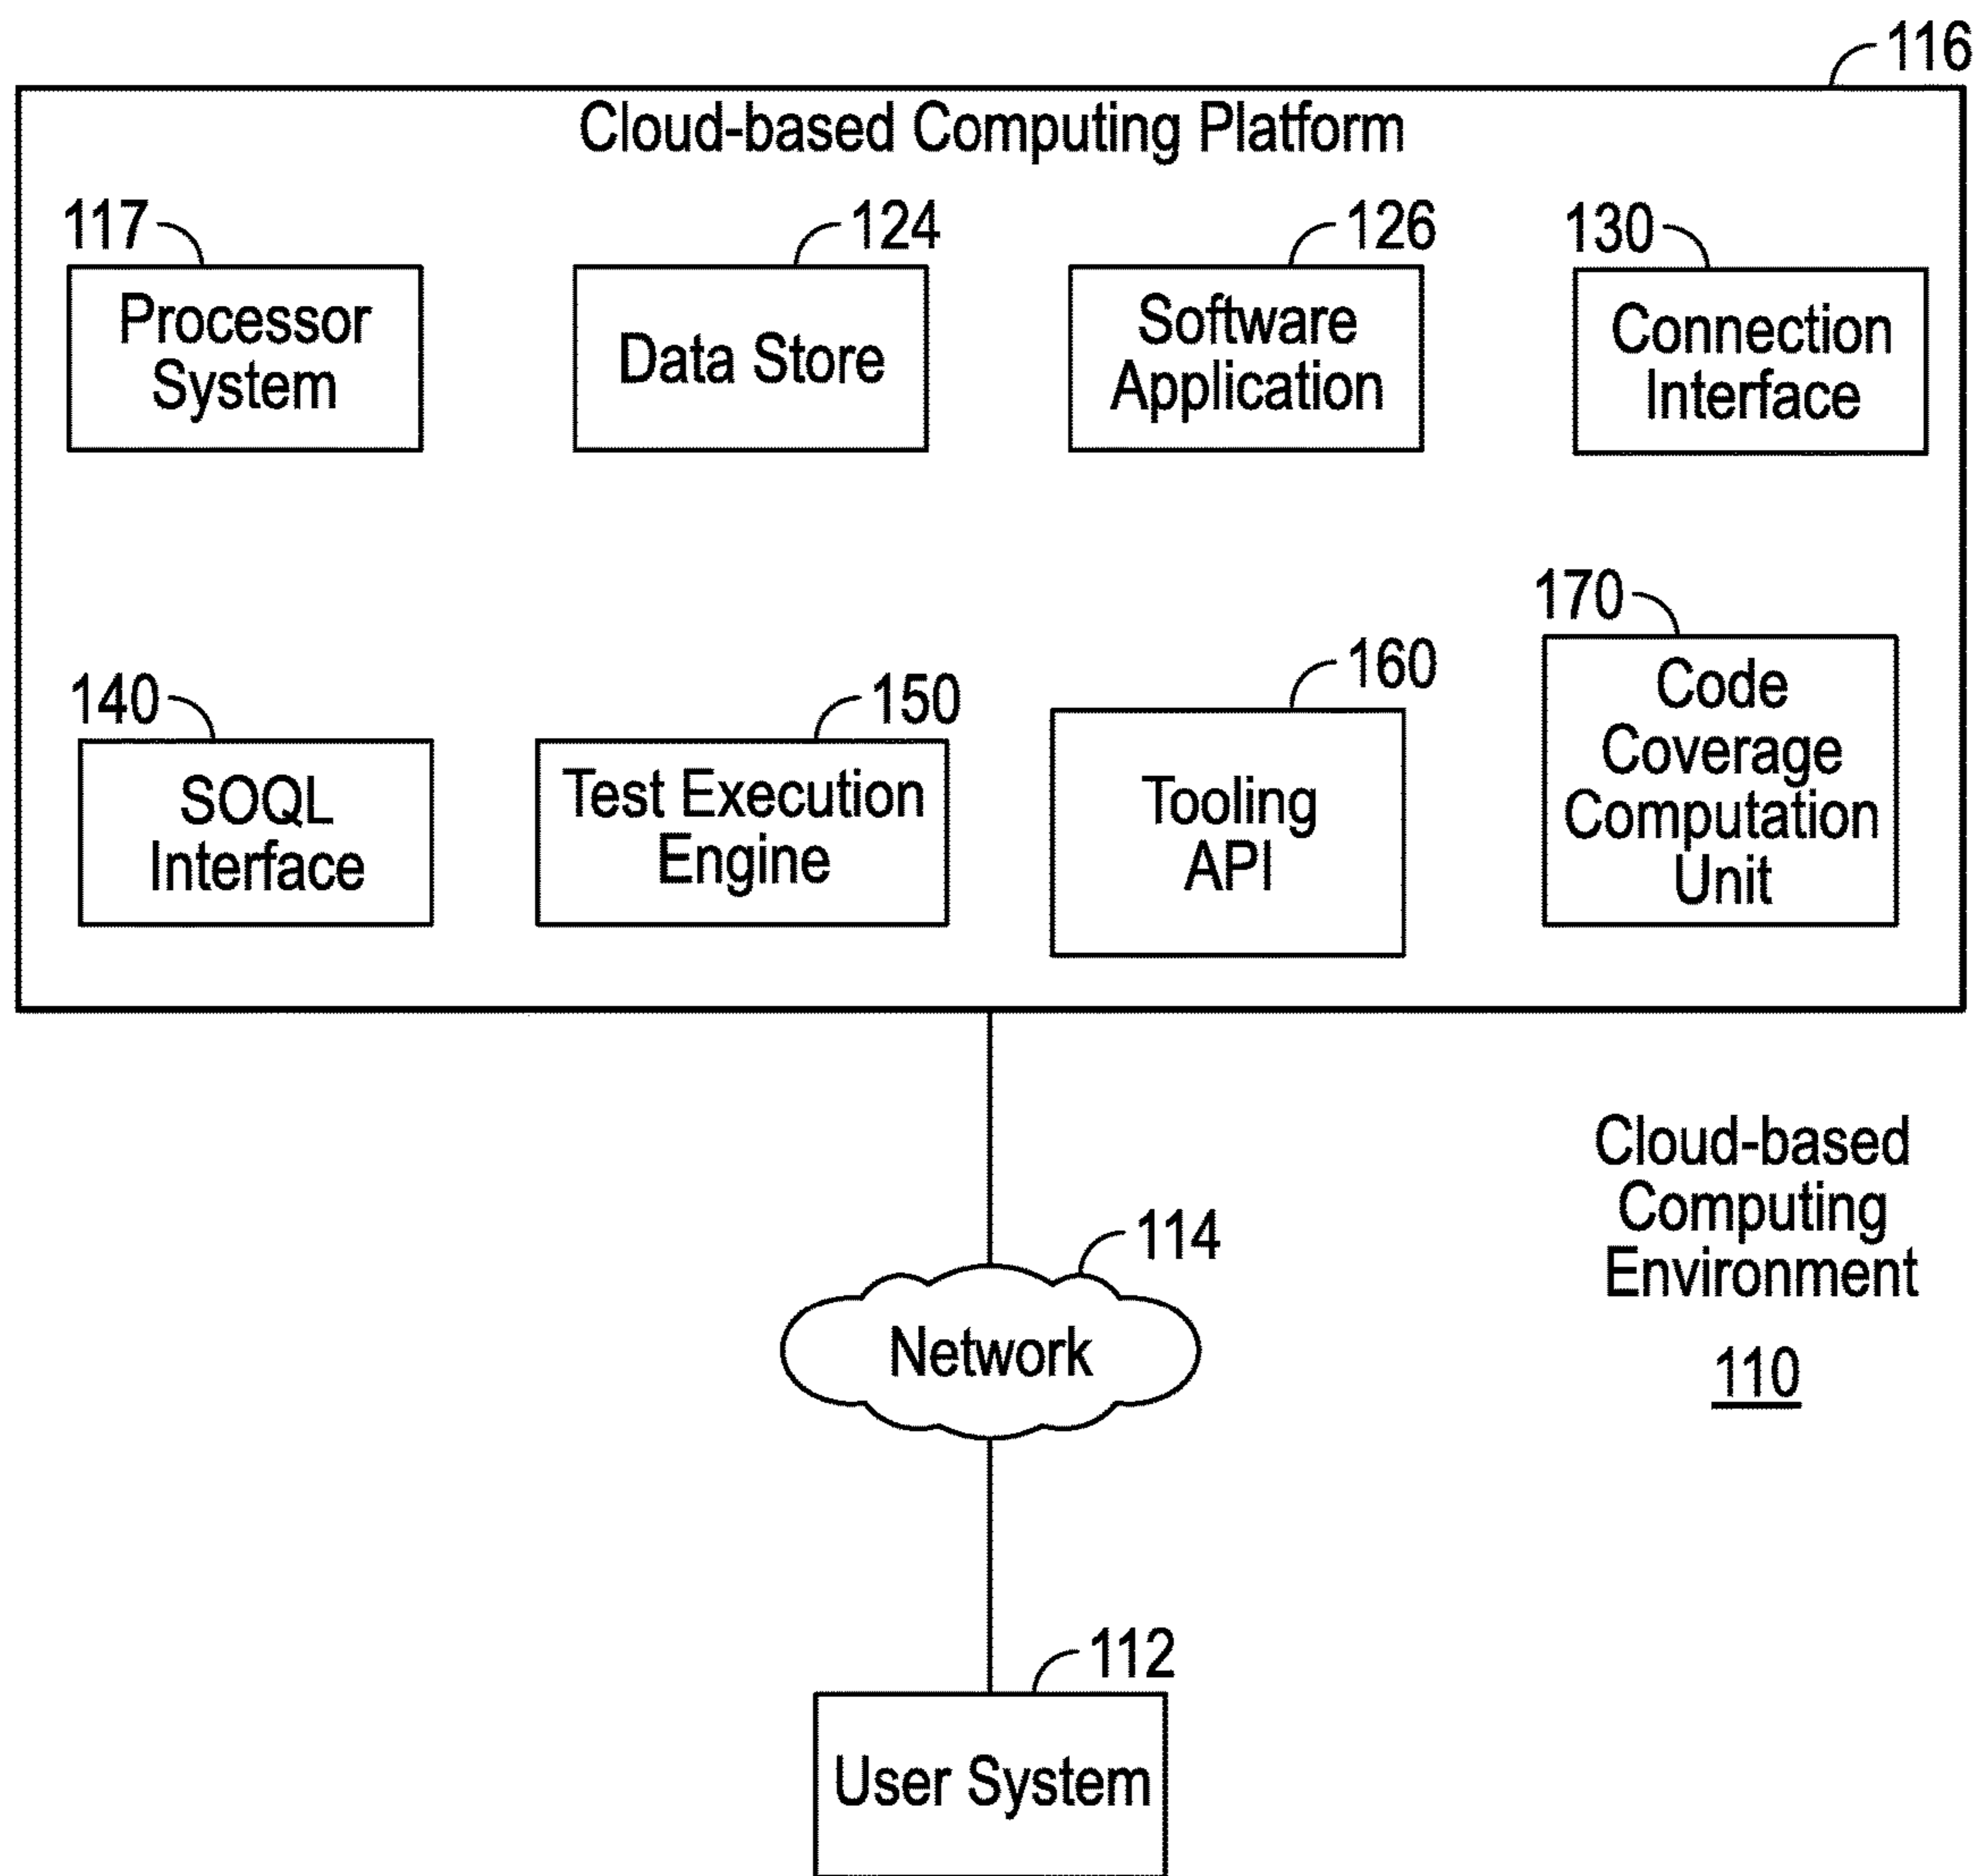 116
Cloud-based Computing Platform
117
124
126
130
Processor
System
Data Store
Software
Application
Connection
Interface
140
150
160
170
SOQL
Interface
Test Execution
Engine
Tooling
API
Code
Coverage
Computation
Unit
114
Network
Cloud-based
Computing
Environment
110
112
User System